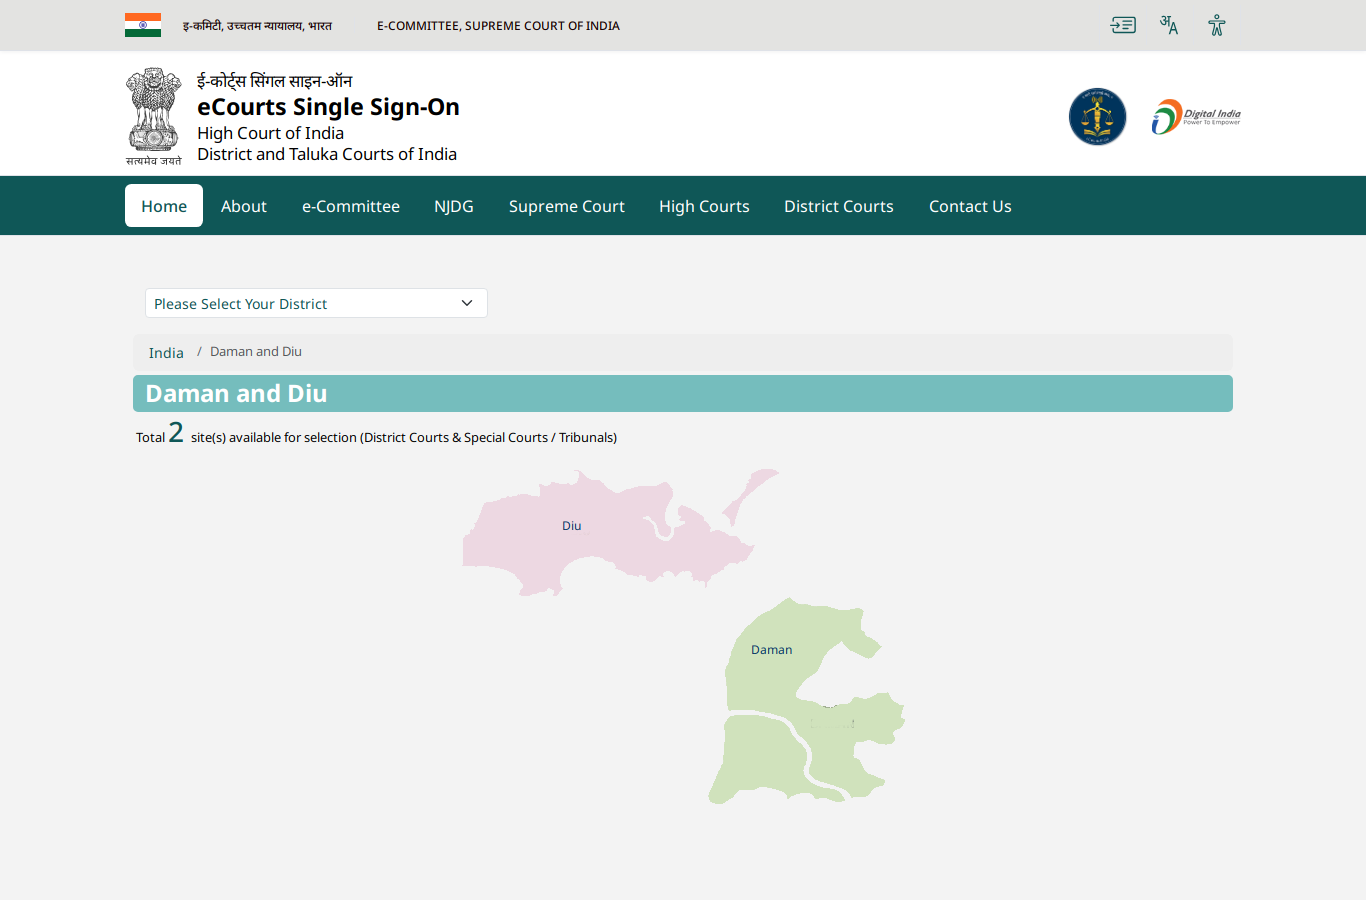 इ-कमिटी, उच्चतम न्यायालय, भारत
E-COMMITTEE, SUPREME COURT OF INDIA
अ
A
सत्यमेव जयते
ई-कोर्ट्स सिंगल साइन-ऑन
eCourts Single Sign-On
High Court of India
District and Taluka Courts of India
Digital India
Power To Empower
Home
About
e-Committee
NJDG
Supreme Court
High Courts
District Courts
Contact Us
Please Select Your District
India / Daman and Diu
Daman and Diu
Total 2 site(s) available for selection (District Courts & Special Courts / Tribunals)
Diu
Daman